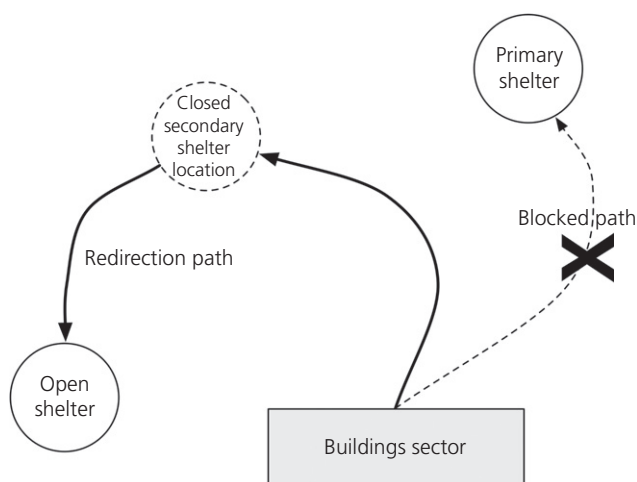 Primary
shelter
Closed
secondary
shelter
location
Blocked path
Redirection path
Open
shelter
Buildings sector